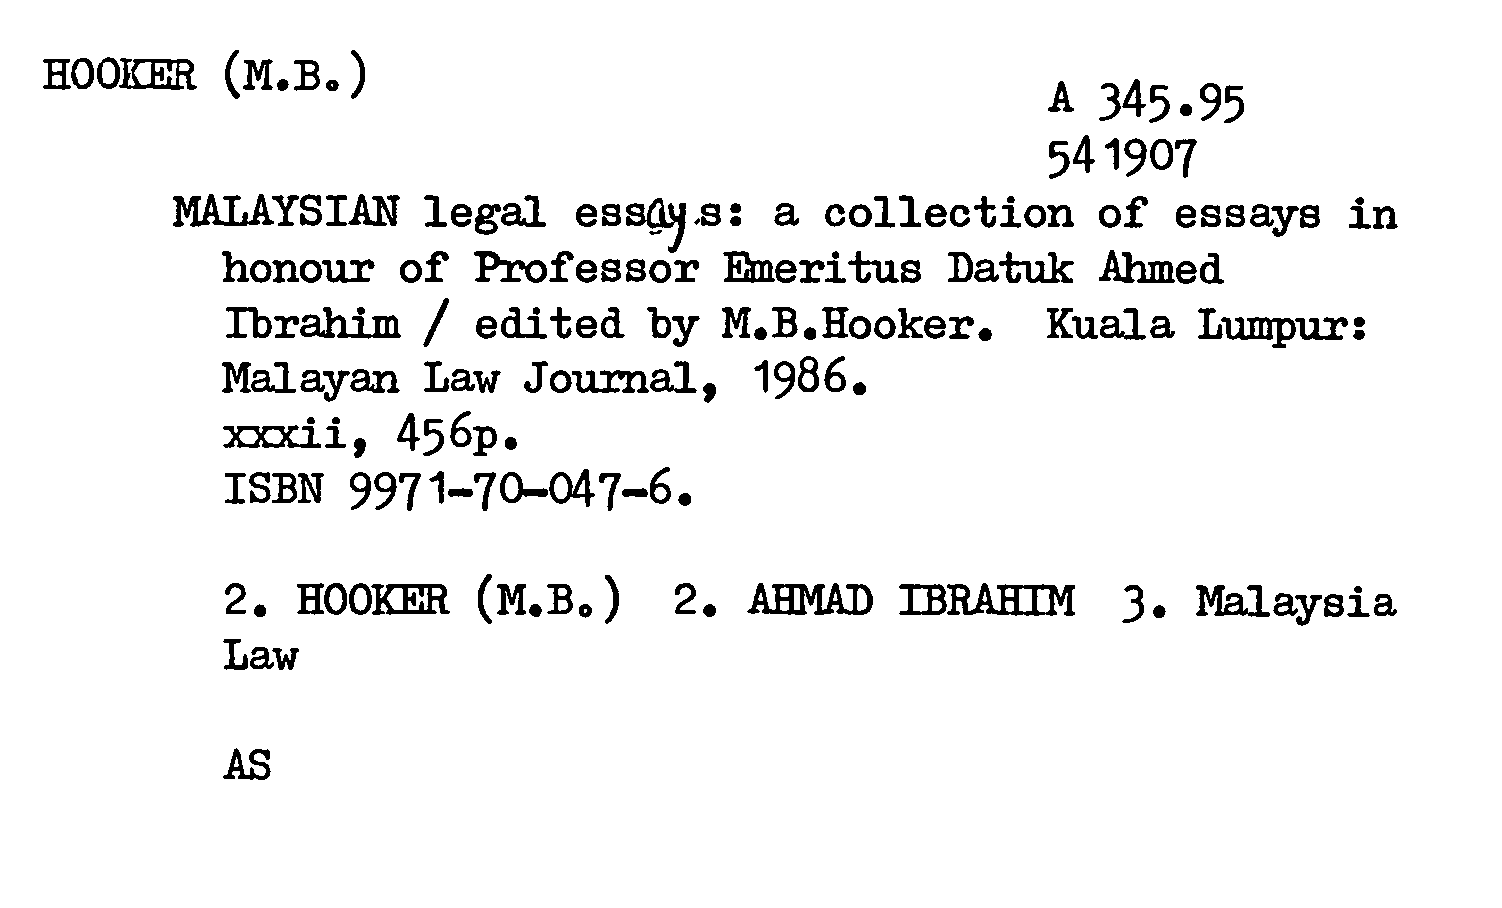 HOOKER (M.B.)
A 345.95
541907
MALAYSIAN legal essays: a collection of essays in
honour of Professor Emeritus Datuk Ahmed
Ibrahim / edited by M.B.Hooker. Kuala Lumpur:
Malayan Law Journal, 1986.
xxxii, 456p.
ISBN 9971-70-047-6.
2. HOOKER (M.B.) 2. AHMAD IBRAHIM 3. Malaysia
Law
AS